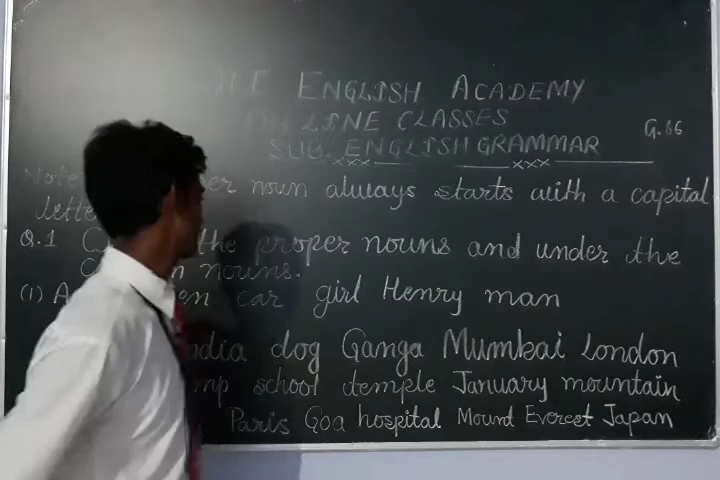 ENGLISH ACADEMY
LINE CLASSES
SUB. ENGLISH GRAMMAR
G.66
Note noun always starts with a capital
Q.1 the proper nouns and under the
nouns.
(1) car girl Henry man
dog Ganga Mumbai London
school temple January mountain
Paris Goa hospital Mount Everest Japan